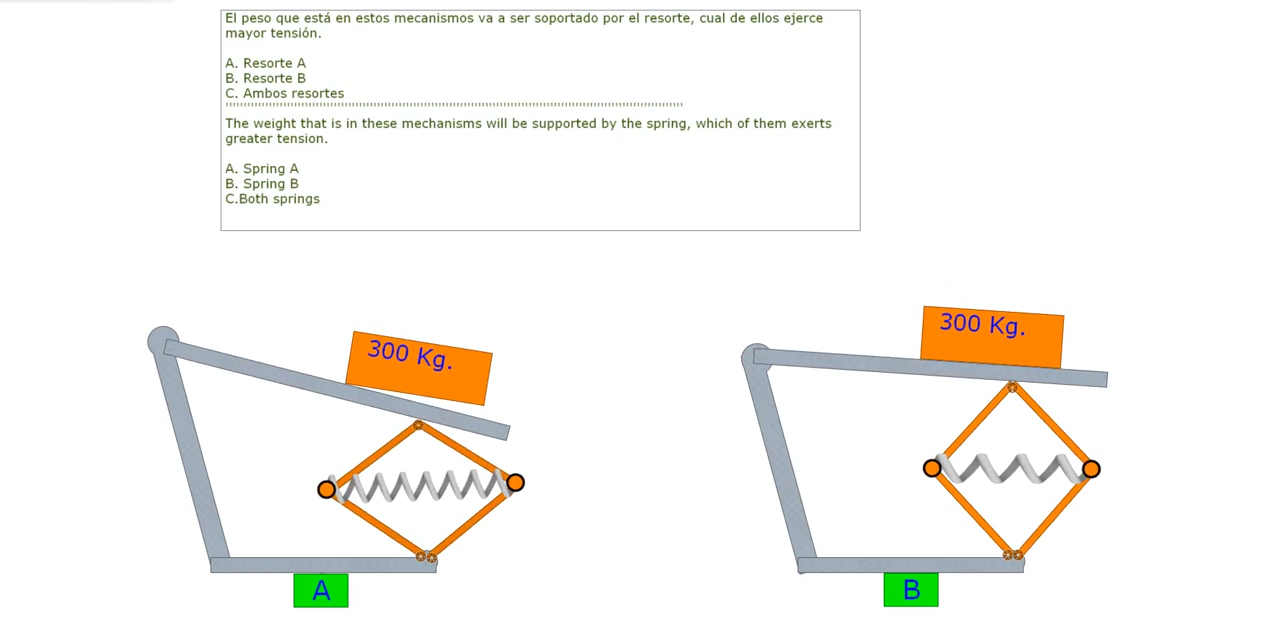 El peso que está en estos mecanismos va a ser soportado por el resorte, cual de ellos ejerce
mayor tensión.
A. Resorte A
B. Resorte B
C. Ambos resortes
The weight that is in these mechanisms will be supported by the spring, which of them exerts
greater tension.
A. Spring A
B. Spring B
C.Both springs
300 Kg.
300 Kg.
A
B